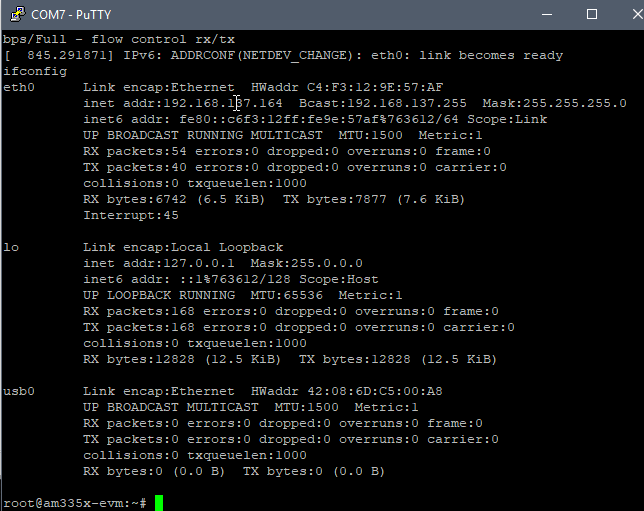 COM7 - PuTTY
bps/Full - flow control rx/tx
[  845.291871] IPv6: ADDRCONF(NETDEV_CHANGE): eth0: link becomes ready
ifconfig
eth0      Link encap:Ethernet  HWaddr C4:F3:12:9E:57:AF
          inet addr:192.168.137.164  Bcast:192.168.137.255  Mask:255.255.255.0
          inet6 addr: fe80::c6f3:12ff:fe9e:57af%763612/64 Scope:Link
          UP BROADCAST RUNNING MULTICAST  MTU:1500  Metric:1
          RX packets:54 errors:0 dropped:0 overruns:0 frame:0
          TX packets:40 errors:0 dropped:0 overruns:0 carrier:0
          collisions:0 txqueuelen:1000
          RX bytes:6742 (6.5 KiB)  TX bytes:7877 (7.6 KiB)
          Interrupt:45
lo        Link encap:Local Loopback
          inet addr:127.0.0.1  Mask:255.0.0.0
          inet6 addr: ::1%763612/128 Scope:Host
          UP LOOPBACK RUNNING  MTU:65536  Metric:1
          RX packets:168 errors:0 dropped:0 overruns:0 frame:0
          TX packets:168 errors:0 dropped:0 overruns:0 carrier:0
          collisions:0 txqueuelen:1000
          RX bytes:12828 (12.5 KiB)  TX bytes:12828 (12.5 KiB)
usb0      Link encap:Ethernet  HWaddr 42:08:6D:C5:00:A8
          UP BROADCAST MULTICAST  MTU:1500  Metric:1
          RX packets:0 errors:0 dropped:0 overruns:0 frame:0
          TX packets:0 errors:0 dropped:0 overruns:0 carrier:0
          collisions:0 txqueuelen:1000
          RX bytes:0 (0.0 B)  TX bytes:0 (0.0 B)
root@am335x-evm:~#